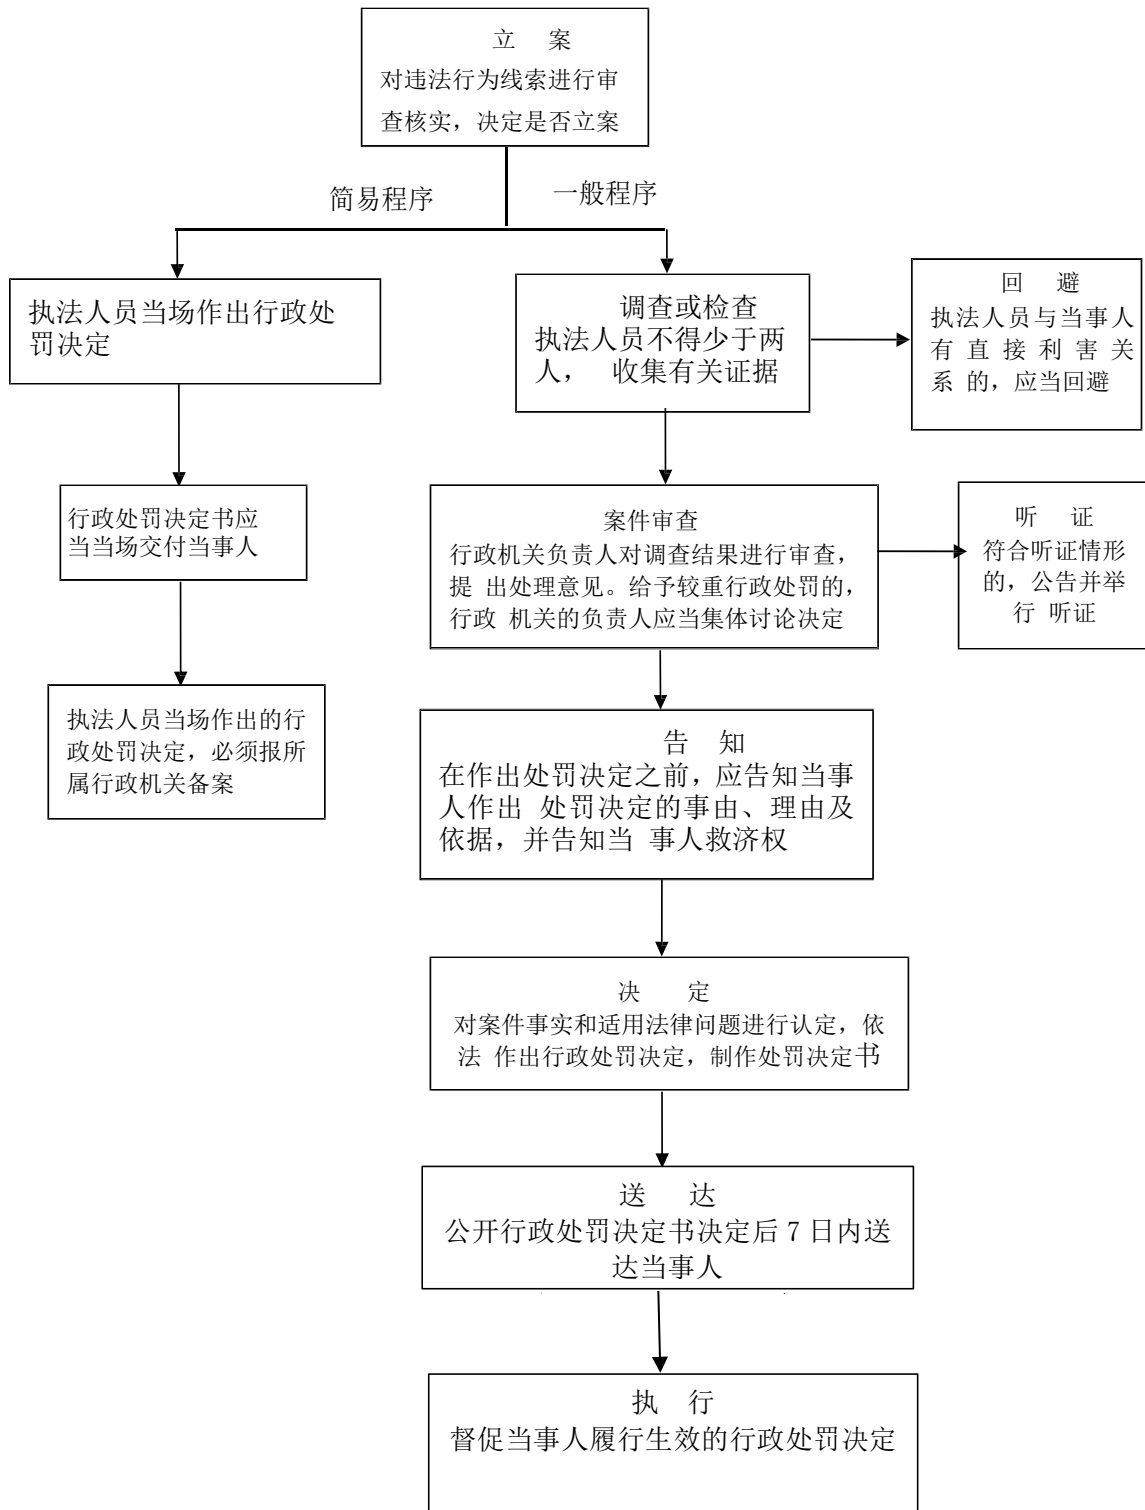 立 案
对违法行为线索进行审
查核实，决定是否立案
简易程序
一般程序
执法人员当场作出行政处
罚决定
行政处罚决定书应
当当场交付当事人
执法人员当场作出的行
政处罚决定，必须报所
属行政机关备案
调查或检查
执法人员不得少于两
人， 收集有关证据
回 避
执法人员与当事人
有 直 接 利 害 关
系 的，应当回避
案件审查
行政机关负责人对调查结果进行审查，
提 出处理意见。给予较重行政处罚的，
行政 机关的负责人应当集体讨论决定
听 证
符合听证情形
的，公告并举
行 听证
告 知
在作出处罚决定之前，应告知当事
人作出 处罚决定的事由、理由及
依据，并告知当 事人救济权
决 定
对案件事实和适用法律问题进行认定，依
法 作出行政处罚决定，制作处罚决定书
送 达
公开行政处罚决定书决定后 7 日内送
达当事人
执 行
督促当事人履行生效的行政处罚决定